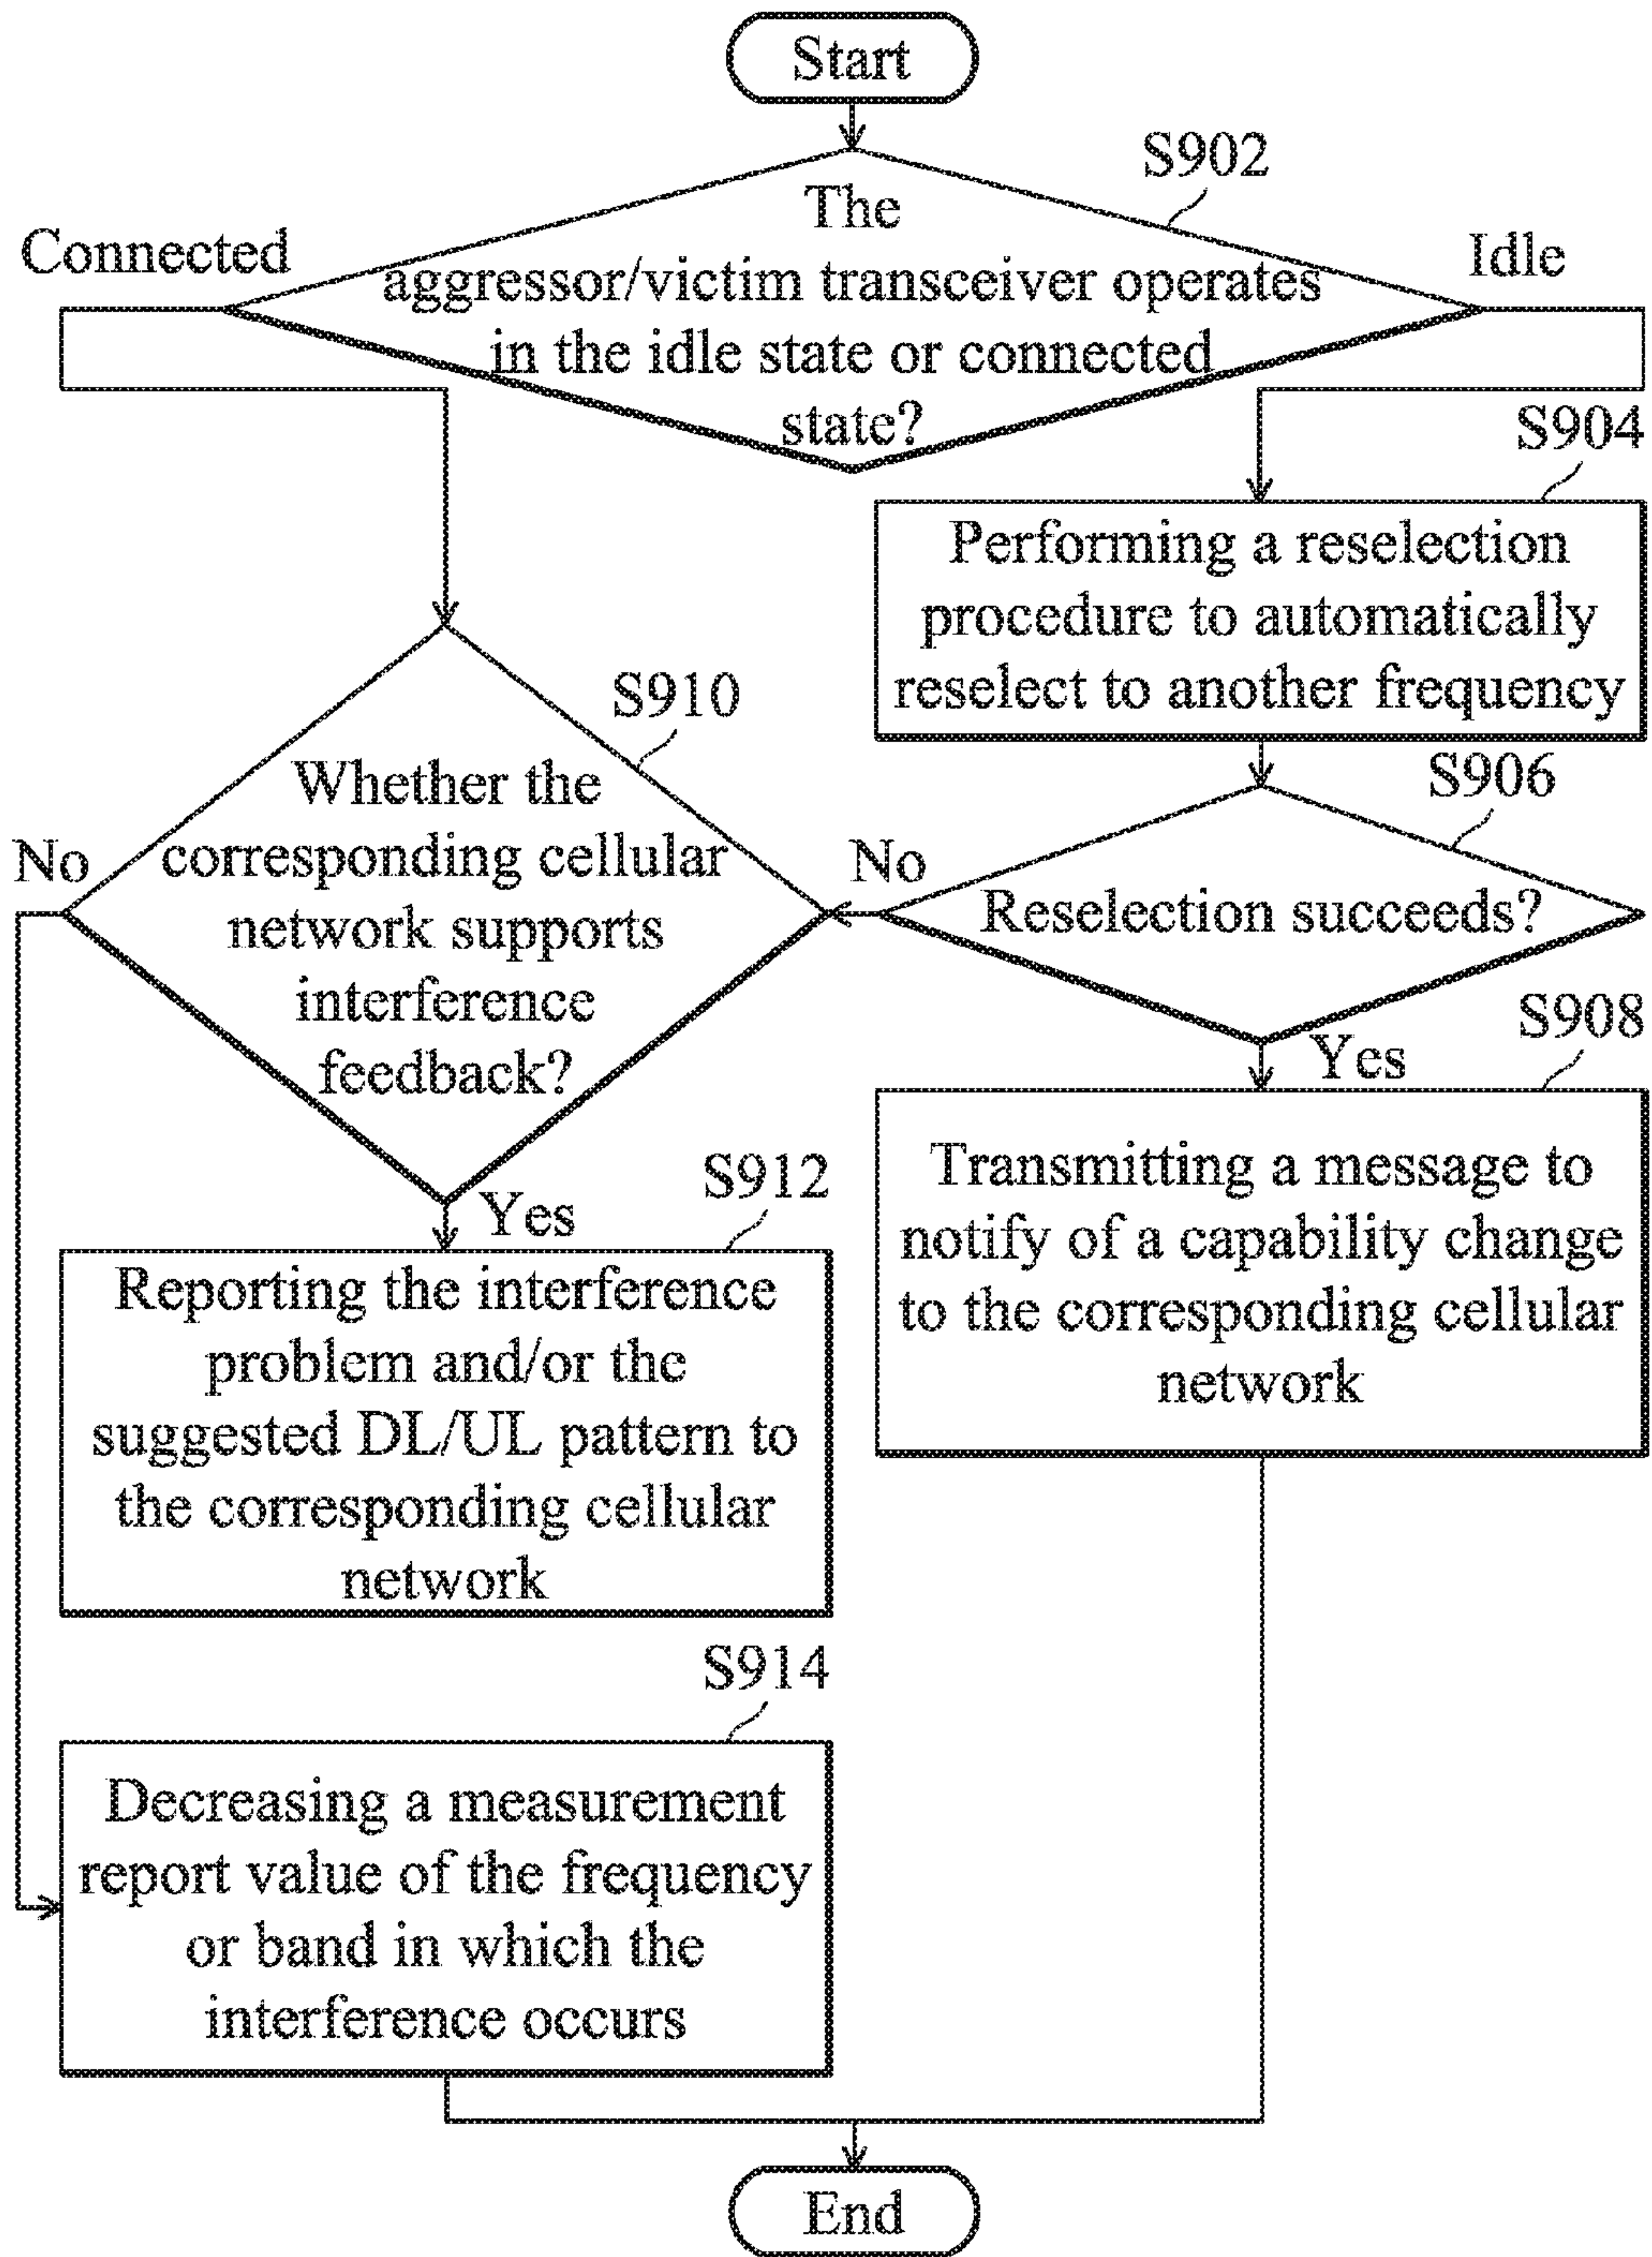 Start
S902
Connected
Idle
The
aggressor/victim transceiver operates
in the idle state or connected
state?
S904
Performing a reselection
procedure to automatically
reselect to another frequency
S910
Whether the
corresponding cellular
network supports
interference
feedback?
No
S906
No
Reselection succeeds?
Yes
S908
Transmitting a message to
notify of a capability change
to the corresponding cellular
network
Yes
S912
Reporting the interference
problem and/or the
suggested DL/UL pattern to
the corresponding cellular
network
S914
Decreasing a measurement
report value of the frequency
or band in which the
interference occurs
End